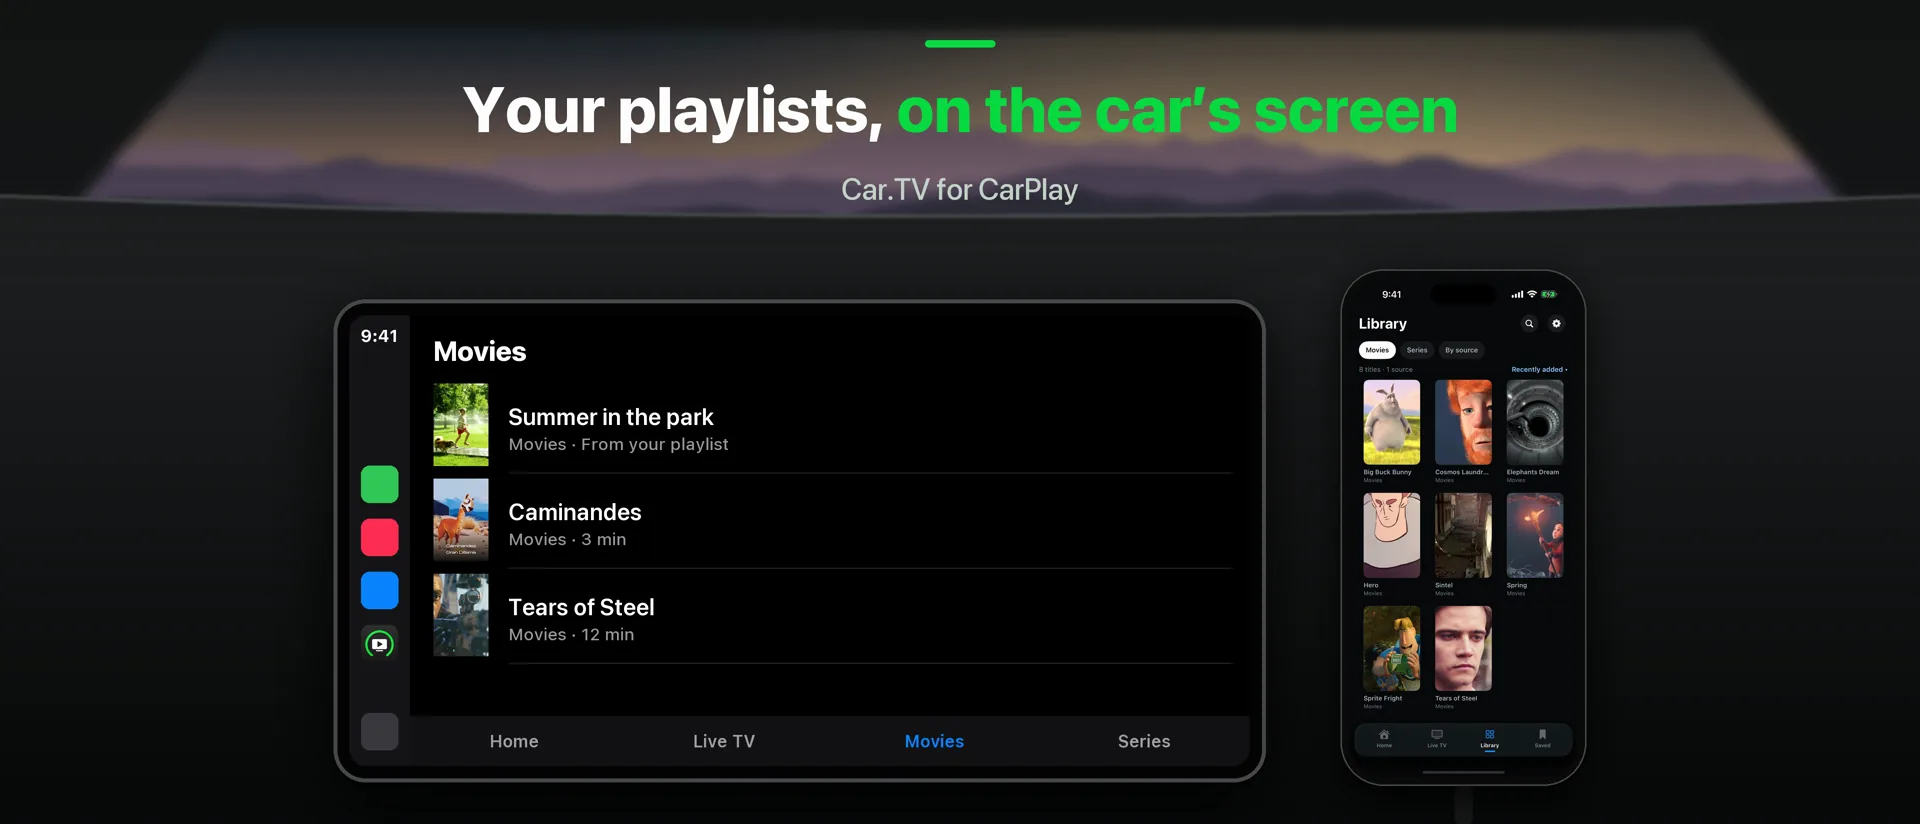 Your playlists, on the car’s screen
Car.TV for CarPlay
9:41
Movies
Summer in the park
Movies · From your playlist
Caminandes
Movies · 3 min
Tears of Steel
Movies · 12 min
Home Live TV Movies Series
9:41
Library
Movies Series By source
8 titles · 1 source Recently added
Big Buck Bunny Cosmos Laundr... Elephants Dream
Movies Movies Movies
Hero Sintel Spring
Movies Movies Movies
Sprite Fright Tears of Steel
Movies Movies
Home Live TV Library Saved